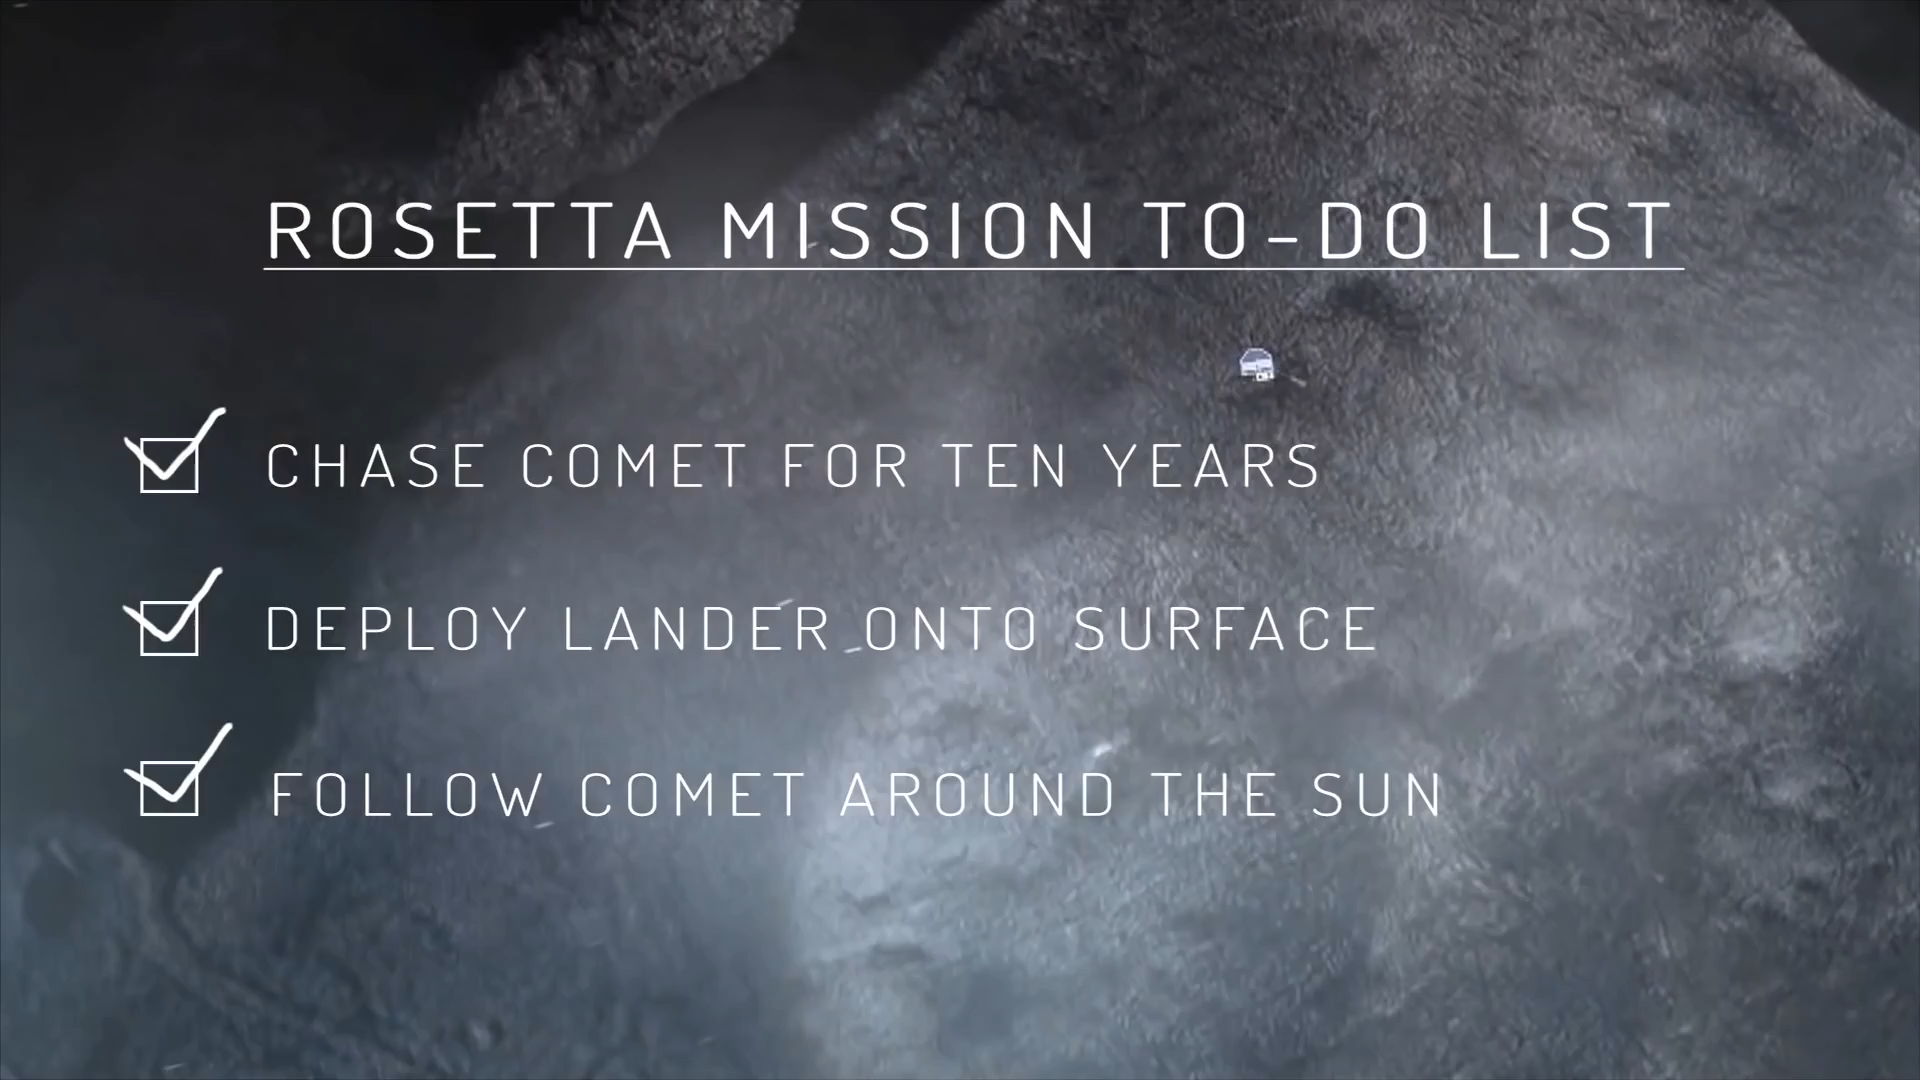 ROSETTA MISSION TO-DO LIST
CHASE COMET FOR TEN YEARS
DEPLOY LANDER ONTO SURFACE
FOLLOW COMET AROUND THE SUN